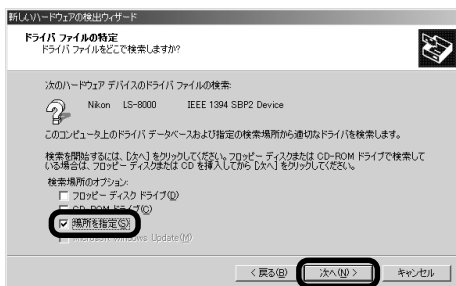 新しいハードウェアの検出ウィザード
ドライバ ファイルの特定
ドライバ ファイルをどこで検索しますか?
次のハードウェア デバイスのドライバ ファイルの検索:
Nikon LS-8000 IEEE 1394 SBP2 Device
このコンピュータ上のドライバ データベースおよび指定の検索場所から適切なドライバを検索します。
検索を開始するには、[次へ] をクリックしてください。フロッピー ディスクまたは CD-ROM ドライブで検索して
いる場合は、フロッピー ディスクまたは CD を挿入してから [次へ] をクリックしてください。
検索場所のオプション:
フロッピー ディスク ドライブ(D)
CD-ROM ドライブ(C)
場所を指定(S)
Microsoft Windows Update(M)
< 戻る(B)
次へ(N) >
キャンセル